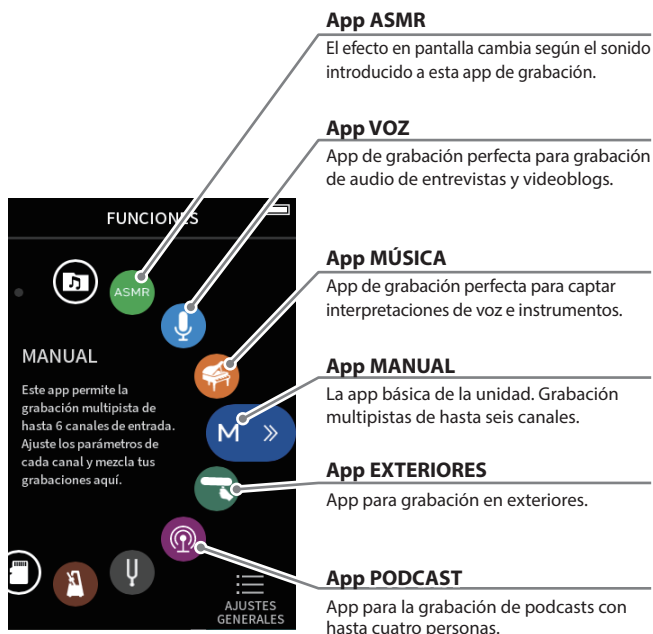 App ASMR
El efecto en pantalla cambia según el sonido
introducido a esta app de grabación.
App VOZ
App de grabación perfecta para grabación
de audio de entrevistas y videoblogs.
App MÚSICA
App de grabación perfecta para captar
interpretaciones de voz e instrumentos.
App MANUAL
La app básica de la unidad. Grabación
multipistas de hasta seis canales.
App EXTERIORES
App para grabación en exteriores.
App PODCAST
App para la grabación de podcasts con
hasta cuatro personas.
FUNCIONES
ASMR
MANUAL
Este app permite la
grabación multipista de
hasta 6 canales de entrada.
Ajuste los parámetros de
cada canal y mezcla tus
grabaciones aquí.
M
AJUSTES
GENERALES